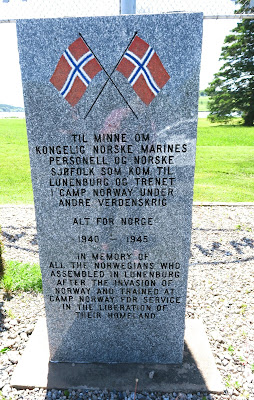 TIL MINNE OM
KONGELIG NORSKE MARINES
PERSONELL OG NORSKE
SJØFOLK SOM KOM TIL
LUNENBURG OG TRENET
I CAMP NORWAY UNDER
ANDRE VERDENSKRIG
ALT FOR NORGE
1940 - 1945
IN MEMORY OF
ALL THE NORWEGIANS WHO
ASSEMBLED IN LUNENBURG
AFTER THE INVASION OF
NORWAY AND TRAINED AT
CAMP NORWAY FOR SERVICE
IN THE LIBERATION OF
THEIR HOMELAND.